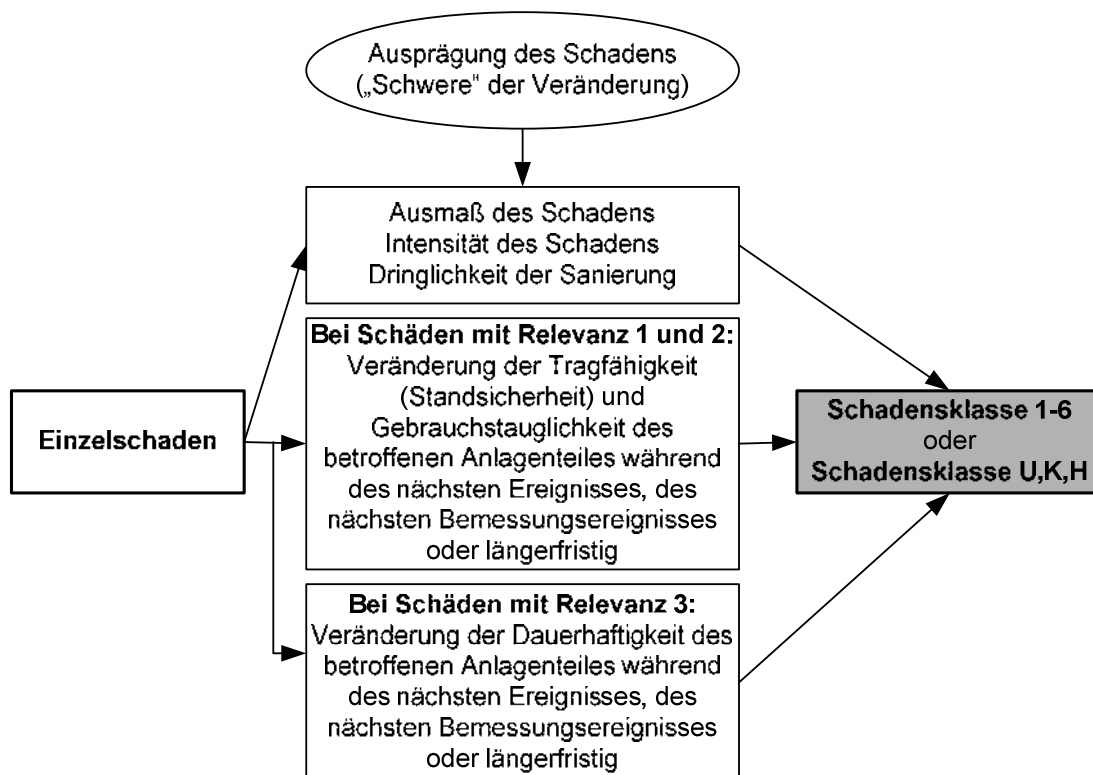 Ausprägung des Schadens
(„Schwere" der Veränderung)
Ausmaß des Schadens
Intensität des Schadens
Dringlichkeit der Sanierung
Bei Schäden mit Relevanz 1 und 2:
Veränderung der Tragfähigkeit
(Standsicherheit) und
Gebrauchstauglichkeit des
betroffenen Anlagenteiles während
des nächsten Ereignisses, des
nächsten Bemessungsereignisses
oder längerfristig
Einzelschaden
Schadensklasse 1-6
oder
Schadensklasse U,K,H
Bei Schäden mit Relevanz 3:
Veränderung der Dauerhaftigkeit des
betroffenen Anlagenteiles während
des nächsten Ereignisses, des
nächsten Bemessungsereignisses
oder längerfristig